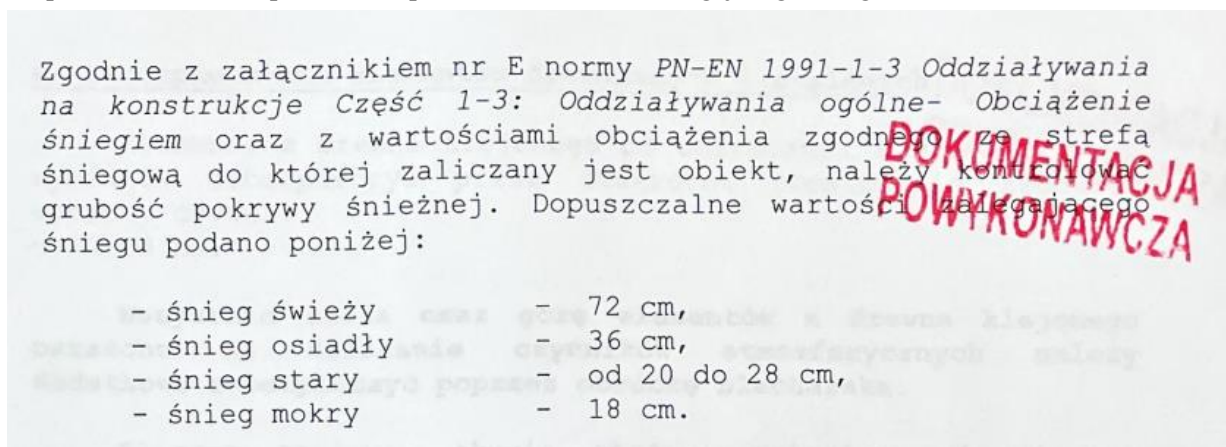 Zgodnie z załącznikiem nr E normy PN-EN 1991-1-3 Oddziaływania
na konstrukcje Część 1-3: Oddziaływania ogólne- Obciążenie
śniegiem oraz z wartościami obciążenia zgodnego ze strefą
śniegową do której zaliczany jest obiekt, należy kontrolować
grubość pokrywy śnieżnej. Dopuszczalne wartości zalegającego
śniegu podano poniżej:
DOKUMENTACJA
POWYKONAWCZA
- śnieg świeży - 72 cm,
- śnieg osiadły - 36 cm,
- śnieg stary - od 20 do 28 cm,
- śnieg mokry - 18 cm.